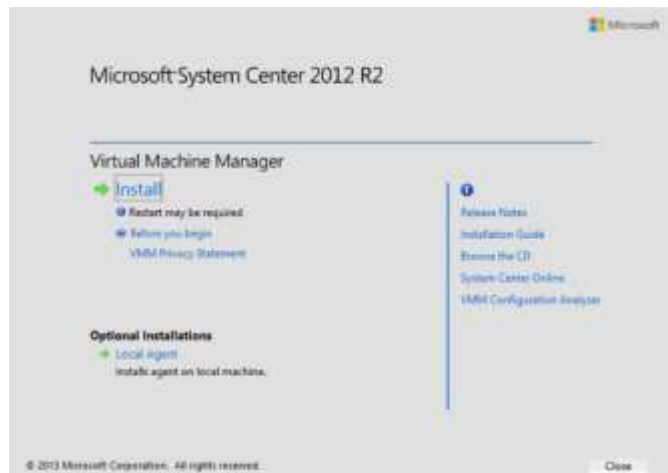 Microsoft
Microsoft System Center 2012 R2
Virtual Machine Manager
Install
Restart may be required
Before you begin
VMM Privacy Statement
Release Notes
Installation Guide
Browse the CD
System Center Online
VMM Configuration Analyzer
Optional Installations
Local Agent
Installs agent on local machine.
© 2013 Microsoft Corporation. All rights reserved.
Close